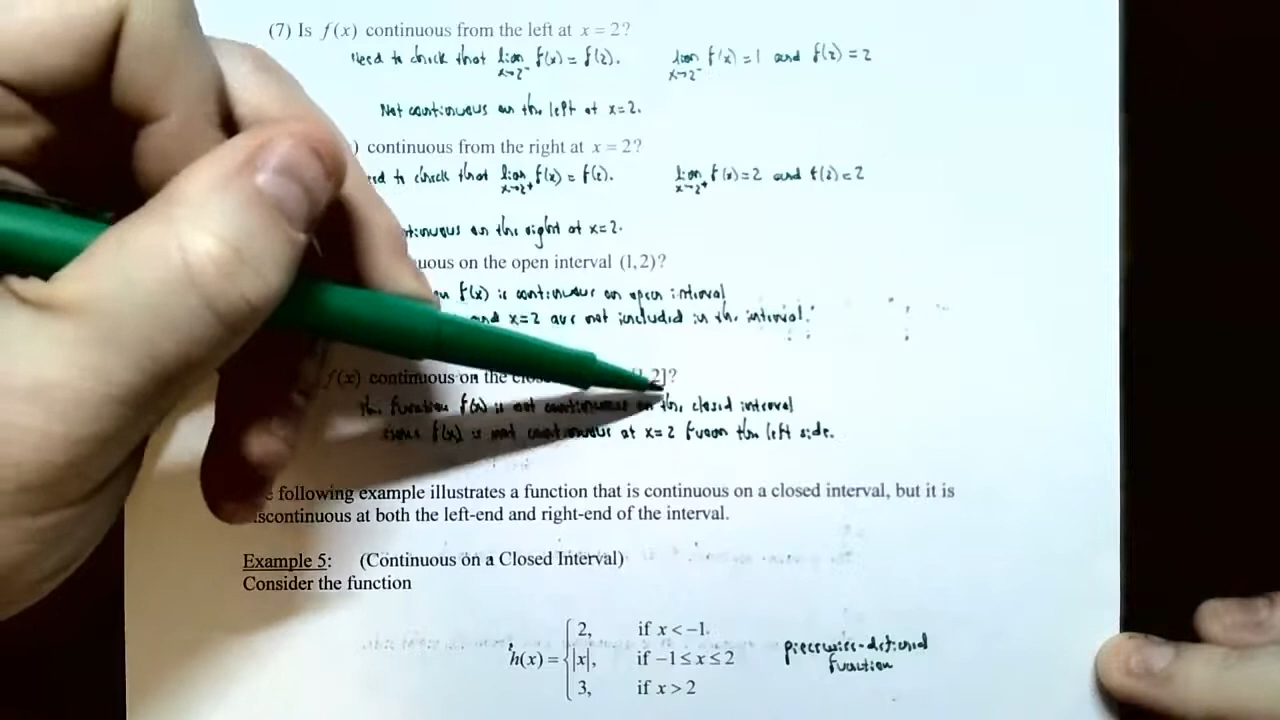 (7) Is f(x) continuous from the left at x = 2?
need to check that lim x→2⁻ f(x) = f(2). lim x→2⁻ f(x) = 1 and f(2) = 2
Not continuous on the left at x=2.
) continuous from the right at x = 2?
to check that lim x→2⁺ f(x) = f(2). lim x→2⁺ f(x) = 2 and f(2) = 2
on the right at x=2.
on the open interval (1, 2)?
f(x) is continuous on open interval
and x=2 are not included in the interval.
f(x) continuous on the 2]?
The function f(x) is not continuous on the closed interval
f(x) is not continuous at x=2 from the left side.
following example illustrates a function that is continuous on a closed interval, but it is
discontinuous at both the left-end and right-end of the interval.
Example 5: (Continuous on a Closed Interval)
Consider the function
h(x) = { 2, if x < −1.
|x|, if −1 ≤ x ≤ 2
3, if x > 2
piecewise-defined
function